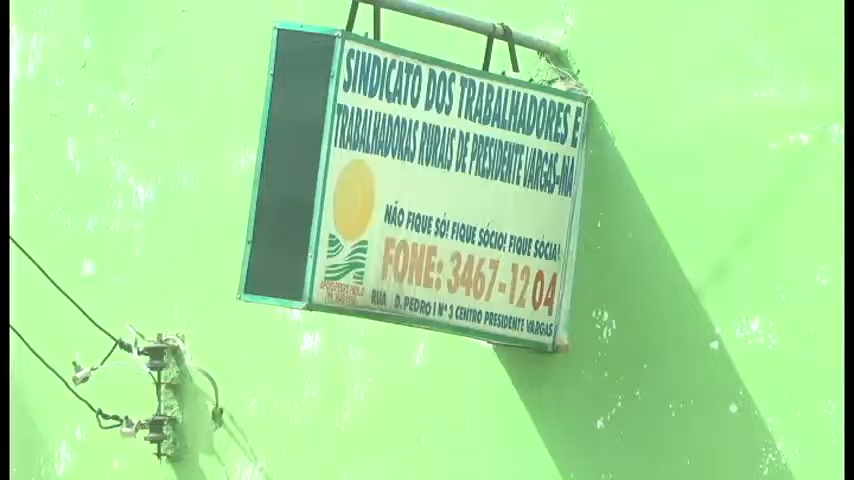 SINDICATO DOS TRABALHADORES E
TRABALHADORAS RURAIS DE PRESIDENTE VARGAS-MA
NÃO FIQUE SÓ! FIQUE SÓCIO! FIQUE SÓCIA!
FONE: 3467-1204
RUA D. PEDRO I Nº 3 CENTRO PRESIDENTE VARGAS